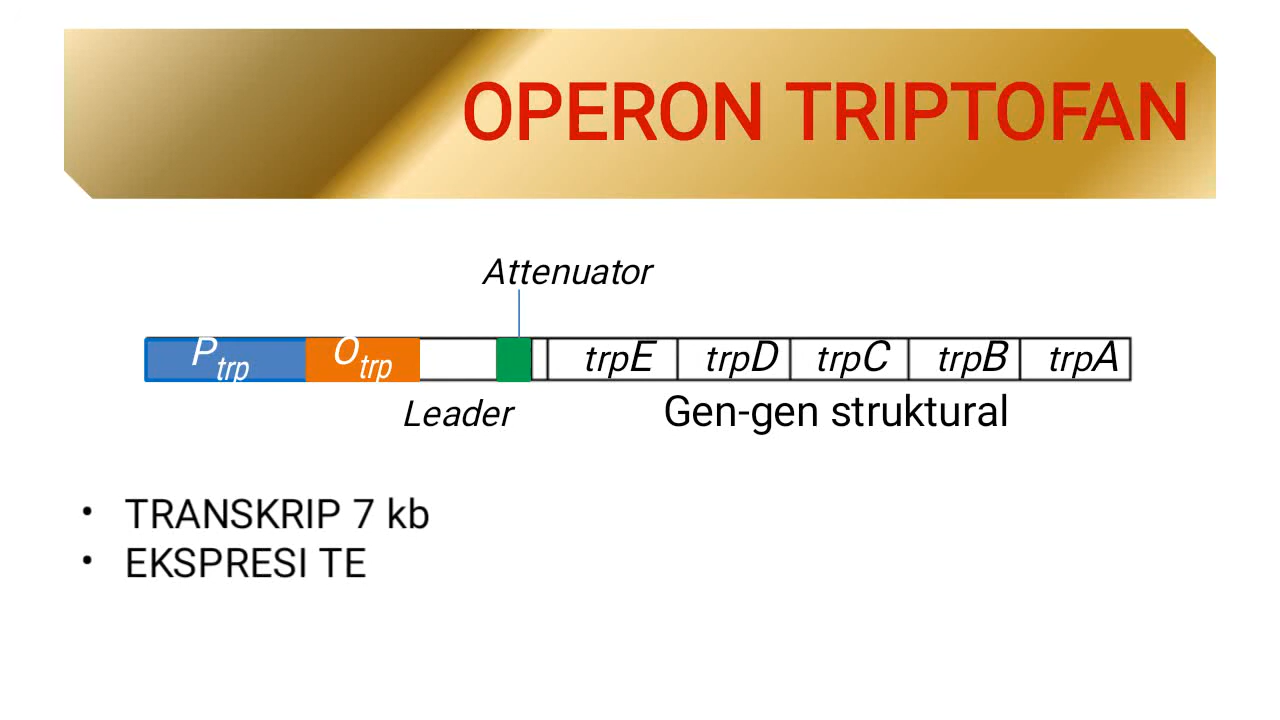 OPERON TRIPTOFAN
Attenuator
Ptrp Otrp trpE trpD trpC trpB trpA
Leader Gen-gen struktural
• TRANSKRIP 7 kb
• EKSPRESI TE